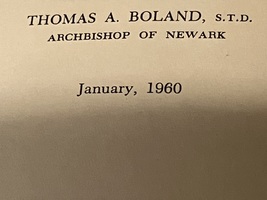 THOMAS A. BOLAND, S.T.D.
ARCHBISHOP OF NEWARK
January, 1960